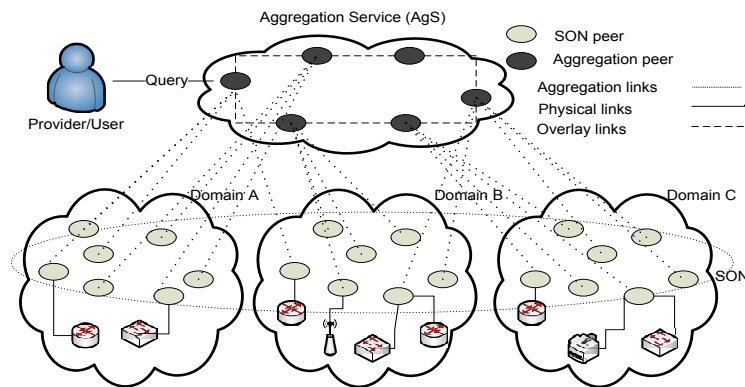 Aggregation Service (AgS)
SON peer
Aggregation peer
Query
Aggregation links
Physical links
Overlay links
Provider/User
Domain A
Domain B
Domain C
SON